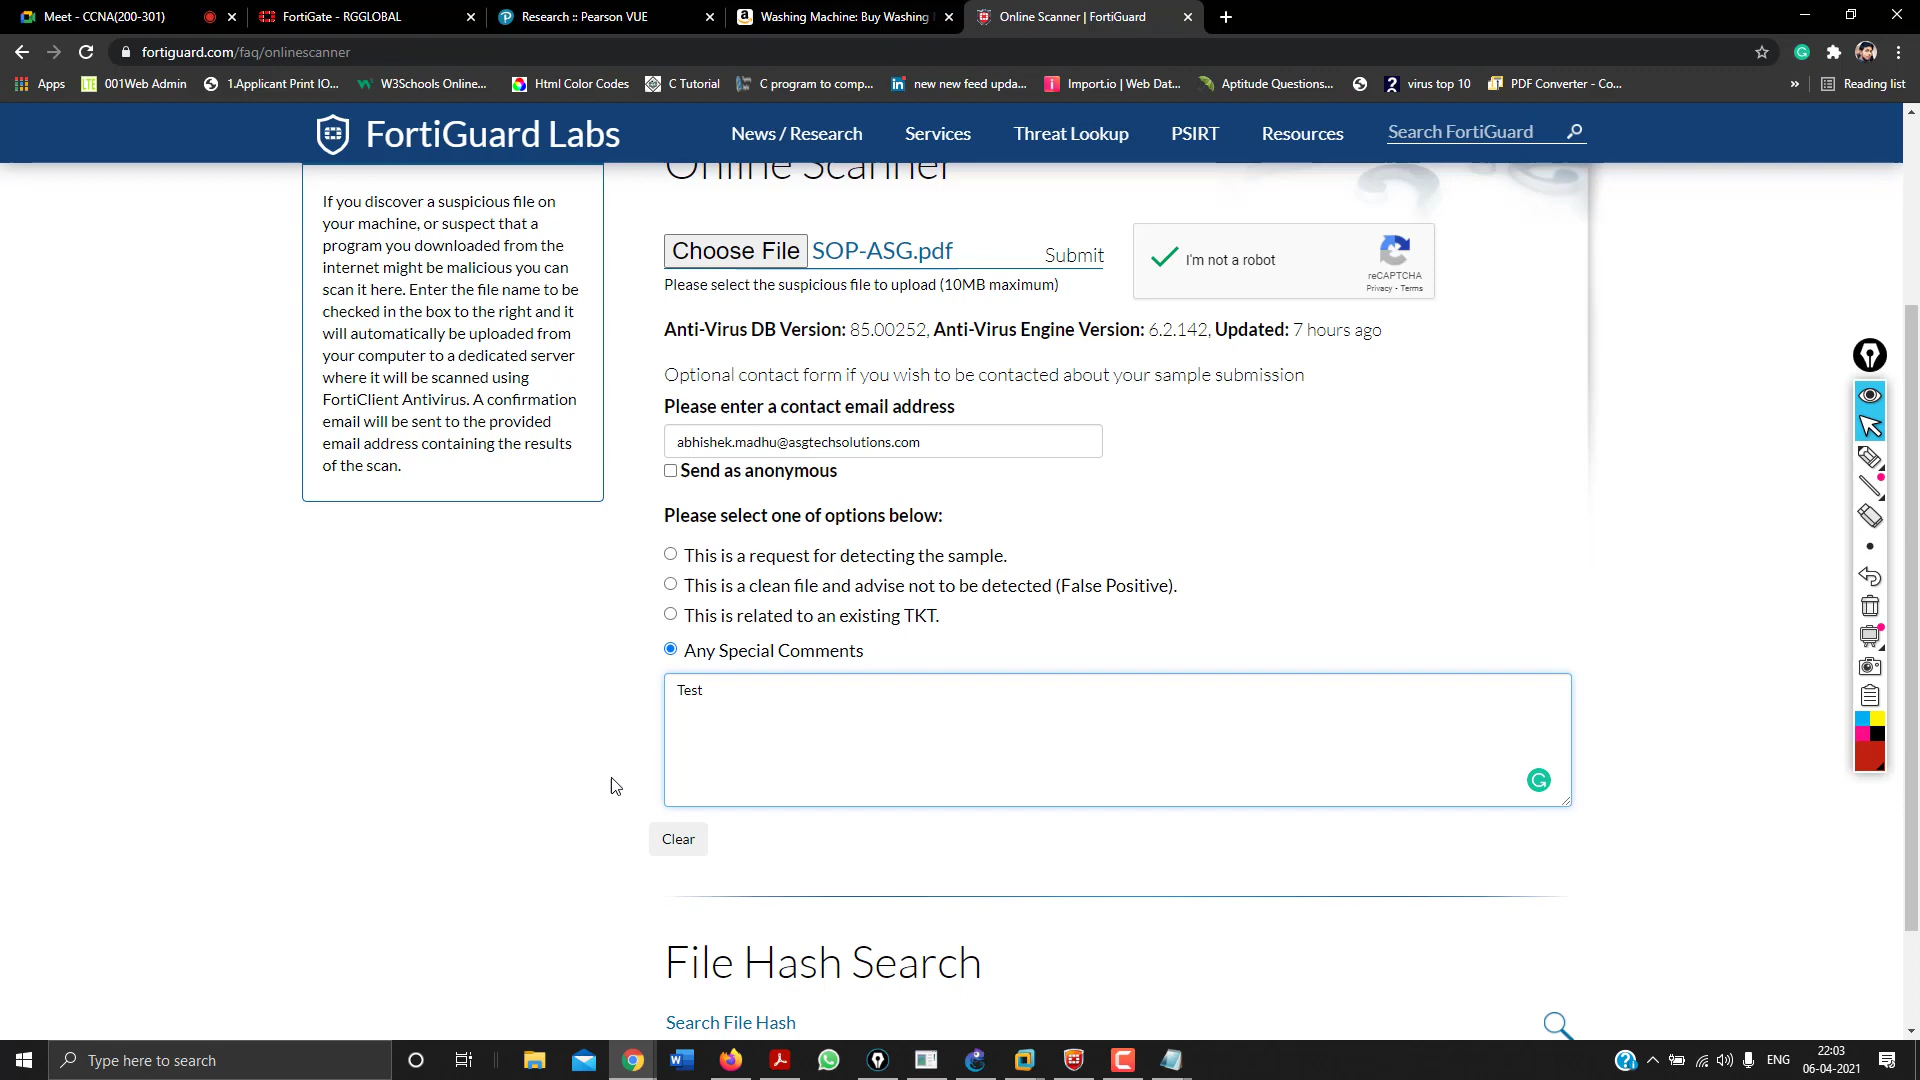 Meet - CCNA(200-301)
FortiGate - RGGLOBAL
Research :: Pearson VUE
Washing Machine: Buy Washing
Online Scanner | FortiGuard
fortiguard.com/faq/onlinescanner
Apps
001Web Admin
1.Applicant Print IO...
W3Schools Online...
Html Color Codes
C Tutorial
C program to comp...
new new feed upda...
Import.io | Web Dat...
Aptitude Questions...
virus top 10
PDF Converter - Co...
»
Reading list
FortiGuard Labs
News / Research
Services
Threat Lookup
PSIRT
Resources
Search FortiGuard
Online Scanner
If you discover a suspicious file on
your machine, or suspect that a
program you downloaded from the
internet might be malicious you can
scan it here. Enter the file name to be
checked in the box to the right and it
will automatically be uploaded from
your computer to a dedicated server
where it will be scanned using
FortiClient Antivirus. A confirmation
email will be sent to the provided
email address containing the results
of the scan.
Choose File SOP-ASG.pdf
Submit
Please select the suspicious file to upload (10MB maximum)
I'm not a robot
reCAPTCHA
Privacy - Terms
Anti-Virus DB Version: 85.00252, Anti-Virus Engine Version: 6.2.142, Updated: 7 hours ago
Optional contact form if you wish to be contacted about your sample submission
Please enter a contact email address
abhishek.madhu@asgtechsolutions.com
Send as anonymous
Please select one of options below:
This is a request for detecting the sample.
This is a clean file and advise not to be detected (False Positive).
This is related to an existing TKT.
Any Special Comments
Test
Clear
File Hash Search
Search File Hash
Type here to search
ENG
22:03
06-04-2021